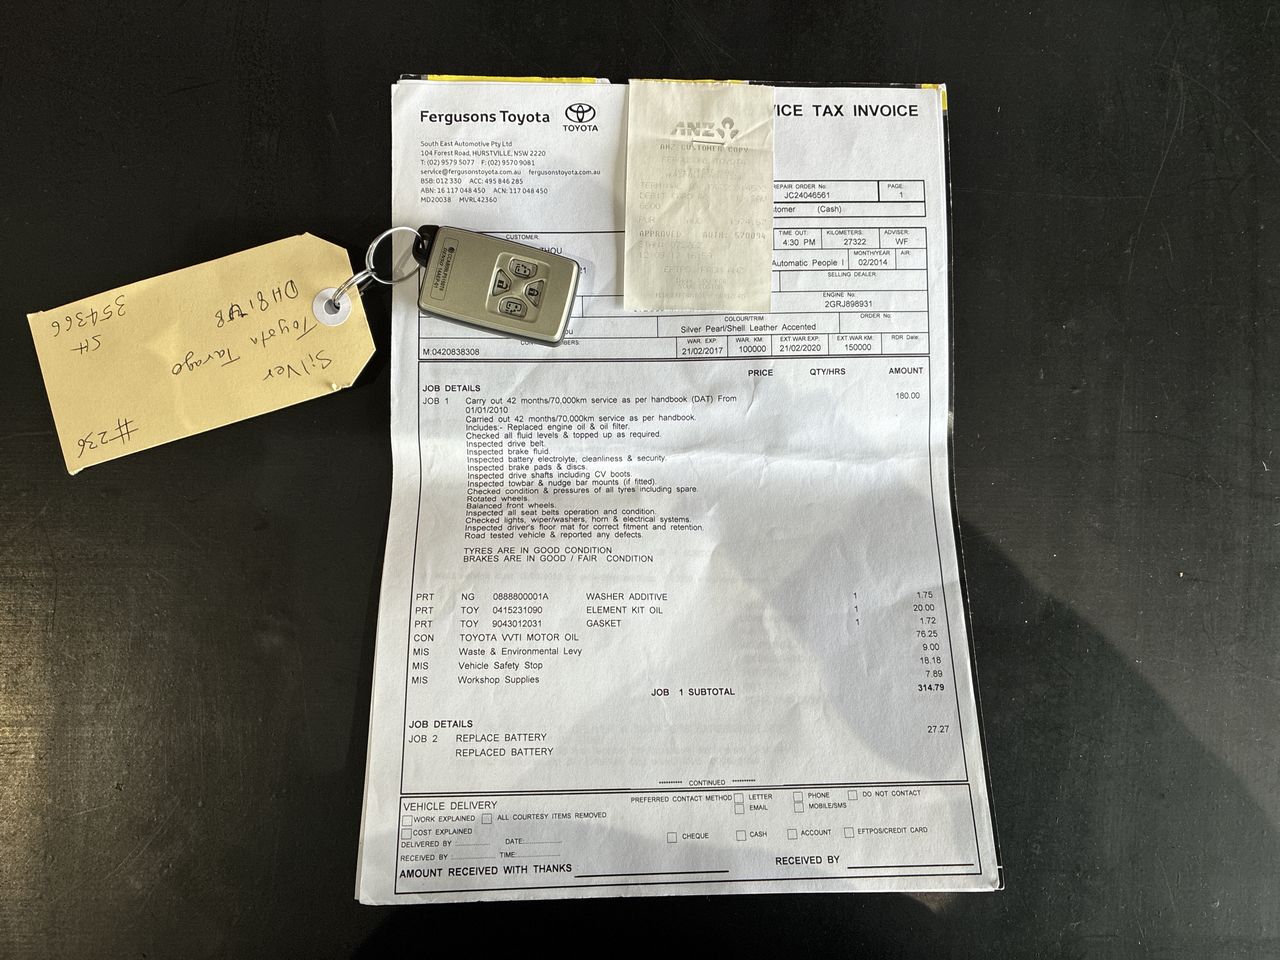 Fergusons Toyota
TOYOTA
VICE TAX INVOICE
South East Automotive Pty Ltd
104 Forest Road, HURSTVILLE, NSW 2220
T: (02) 9579 5077 F: (02) 9570 9081
service@fergusonstoyota.com.au fergusonstoyota.com.au
BSB: 012 330 ACC: 495 846 285
ABN: 16 117 048 450 ACN: 117 048 450
MD20038 MVRL42360
ANZ
ANZ CUSTOMER COPY
FERGUSONS TOYOTA
APPROVED AUTH: 570094
EFTPOS FROM ANZ
REPAIR ORDER No: PAGE:
JC24046561 1
stomer (Cash)
CUSTOMER:
THOU
21
TIME OUT: KILOMETERS: ADVISER:
4:30 PM 27322 WF
MONTH/YEAR AIR:
Automatic People I 02/2014
SELLING DEALER:
ENGINE No:
2GRJ898931
COLOUR/TRIM ORDER No:
Silver Pearl/Shell Leather Accented
WAR. EXP. WAR. KM. EXT.WAR EXP. EXT.WAR KM. RDR Date:
M:0420838308 21/02/2017 100000 21/02/2020 150000
PRICE QTY/HRS AMOUNT
JOB DETAILS
JOB 1 Carry out 42 months/70,000km service as per handbook (DAT) From 180.00
01/01/2010
Carried out 42 months/70,000km service as per handbook.
Includes:- Replaced engine oil & oil filter.
Checked all fluid levels & topped up as required.
Inspected drive belt.
Inspected brake fluid.
Inspected battery electrolyte, cleanliness & security.
Inspected brake pads & discs.
Inspected drive shafts including CV boots.
Inspected towbar & nudge bar mounts (if fitted).
Checked condition & pressures of all tyres including spare.
Rotated wheels.
Balanced front wheels.
Inspected all seat belts operation and condition.
Checked lights, wiper/washers, horn & electrical systems.
Inspected driver's floor mat for correct fitment and retention.
Road tested vehicle & reported any defects.
TYRES ARE IN GOOD CONDITION
BRAKES ARE IN GOOD / FAIR CONDITION
PRT NG 0888800001A WASHER ADDITIVE 1 1.75
PRT TOY 0415231090 ELEMENT KIT OIL 1 20.00
PRT TOY 9043012031 GASKET 1 1.72
CON TOYOTA VVTI MOTOR OIL 76.25
MIS Waste & Environmental Levy 9.00
MIS Vehicle Safety Stop 18.18
MIS Workshop Supplies 7.89
JOB 1 SUBTOTAL 314.79
JOB DETAILS
JOB 2 REPLACE BATTERY 27.27
REPLACED BATTERY
********** CONTINUED **********
VEHICLE DELIVERY
WORK EXPLAINED ALL COURTESY ITEMS REMOVED
COST EXPLAINED
DELIVERED BY DATE:
RECEIVED BY TIME:
PREFERRED CONTACT METHOD LETTER PHONE DO NOT CONTACT
EMAIL MOBILE/SMS
CHEQUE CASH ACCOUNT EFTPOS/CREDIT CARD
AMOUNT RECEIVED WITH THANKS RECEIVED BY
#236
Silver
Toyota Tarago
SH
354366